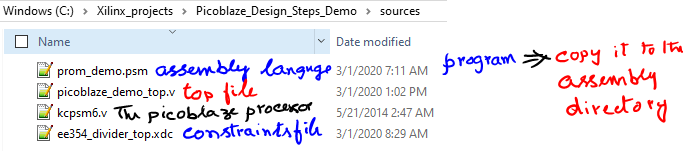 Windows (C:) > Xilinx_projects > Picoblaze_Design_Steps_Demo > sources
Name Date modified
prom_demo.psm assembly languge 3/1/2020 7:11 AM program ⇒ copy it to the
picoblaze_demo_top.v top file 3/1/2020 1:02 PM assembly
kcpsm6.v The picoblaze processor 5/21/2014 2:47 AM directory
ee354_divider_top.xdc constraints file 3/1/2020 8:29 AM